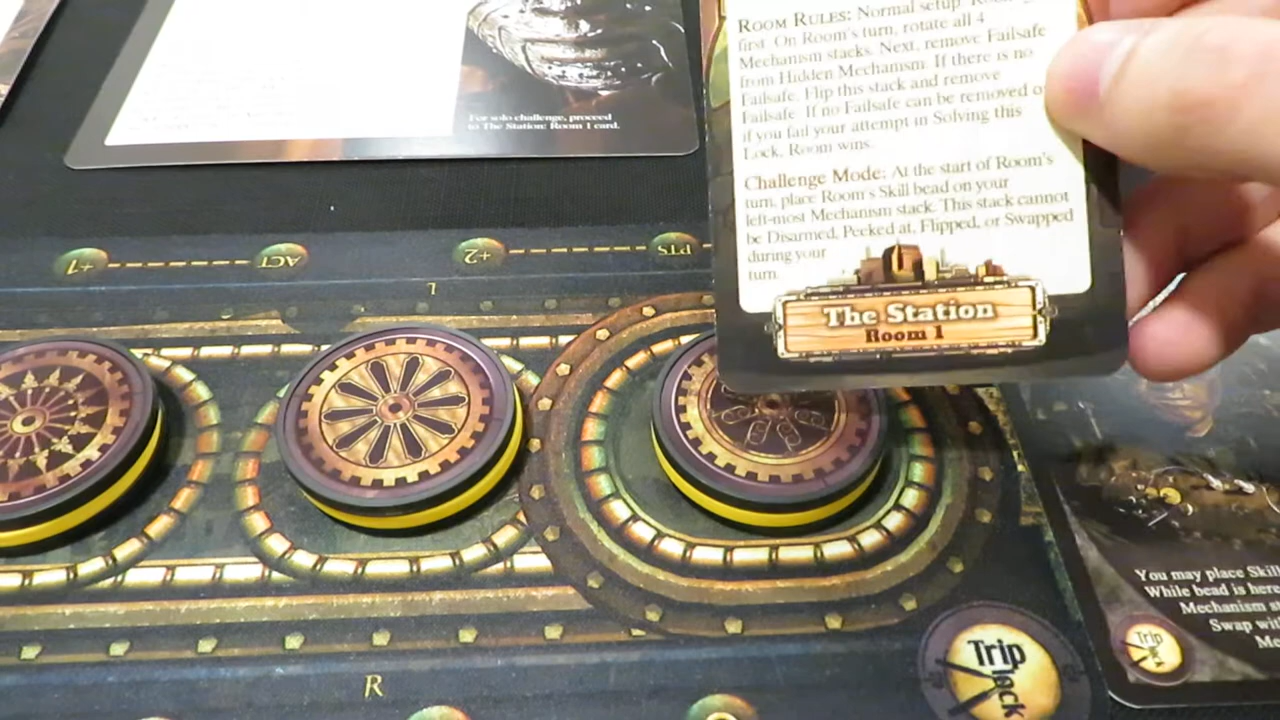 For solo challenge, proceed
to The Station: Room 1 card.
ROOM RULES: Normal setup. Room
first. On Room's turn, rotate all 4
Mechanism stacks. Next, remove Failsafe
from Hidden Mechanism. If there is no
Failsafe, Flip this stack and remove
Failsafe. If no Failsafe can be removed or
if you fail your attempt in Solving this
Lock, Room wins.
Challenge Mode: At the start of Room's
turn, place Room's Skill bead on your
left-most Mechanism stack. This stack cannot
be Disarmed, Peeked at, Flipped, or Swapped
during your
turn.
The Station
Room 1
+1
ACT
+2
PTS
L
R
Trip
lock
You may place Skill
While bead is here
Mechanism
Swap
Trip
lock